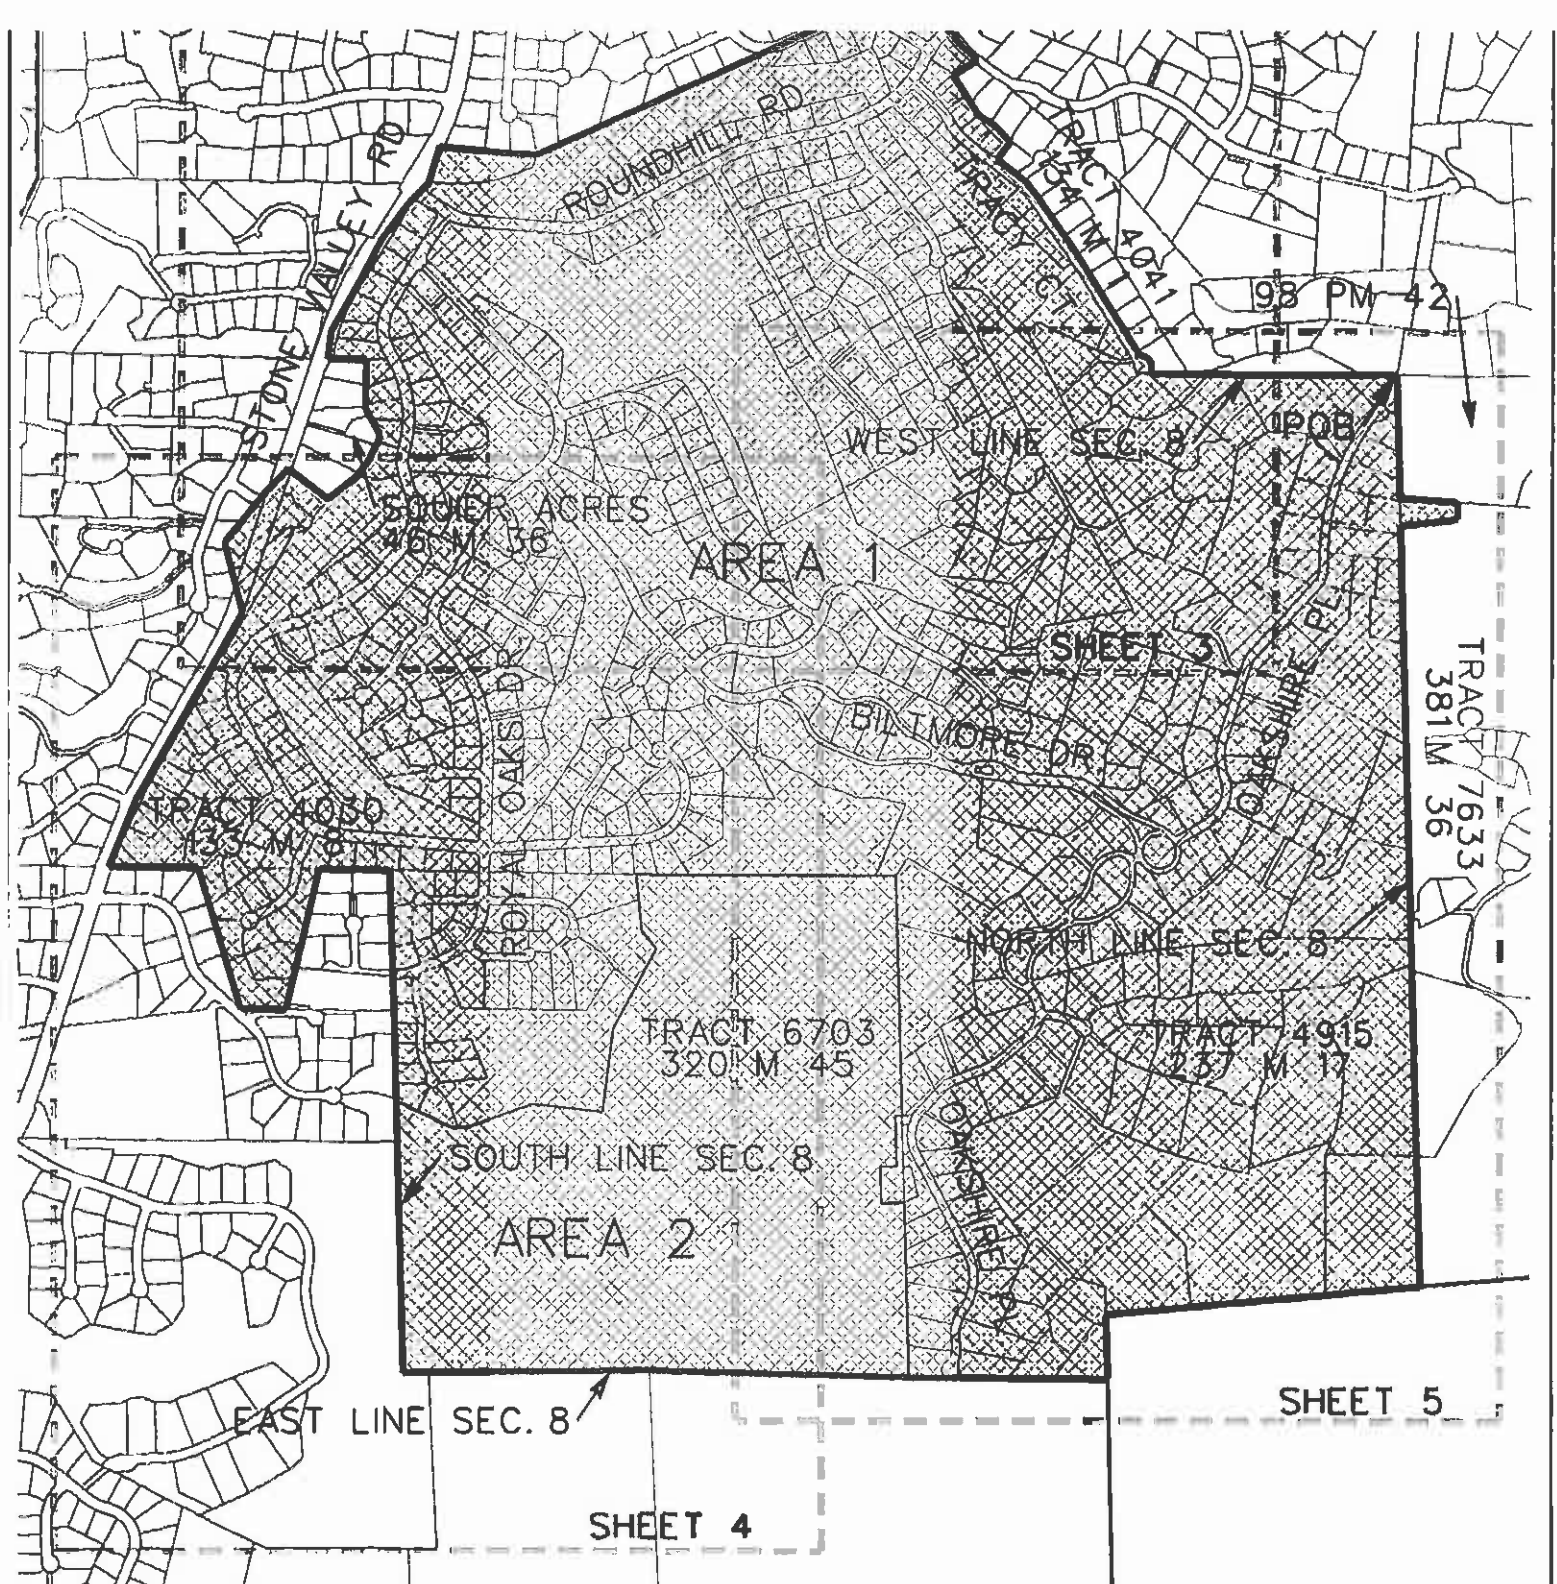 ROUNDHILL RD.
STONE VALLEY RD
TRACY CT
TRACT 4041
134 M 1
98 PM 42
WEST LINE SEC. 8
POB
SQUIER ACRES
46 M 36
AREA 1
SHEET 3
OAKSHIRE PL.
TRACT 7633
381 M 36
BILTMORE DR
ROYAL OAKS DR
TRACT 4030
133 M 8
NORTH LINE SEC. 8
TRACT 6703
320 M 45
TRACT 4915
237 M 17
SOUTH LINE SEC. 8
OAKSHIRE PL
AREA 2
EAST LINE SEC. 8
SHEET 5
SHEET 4